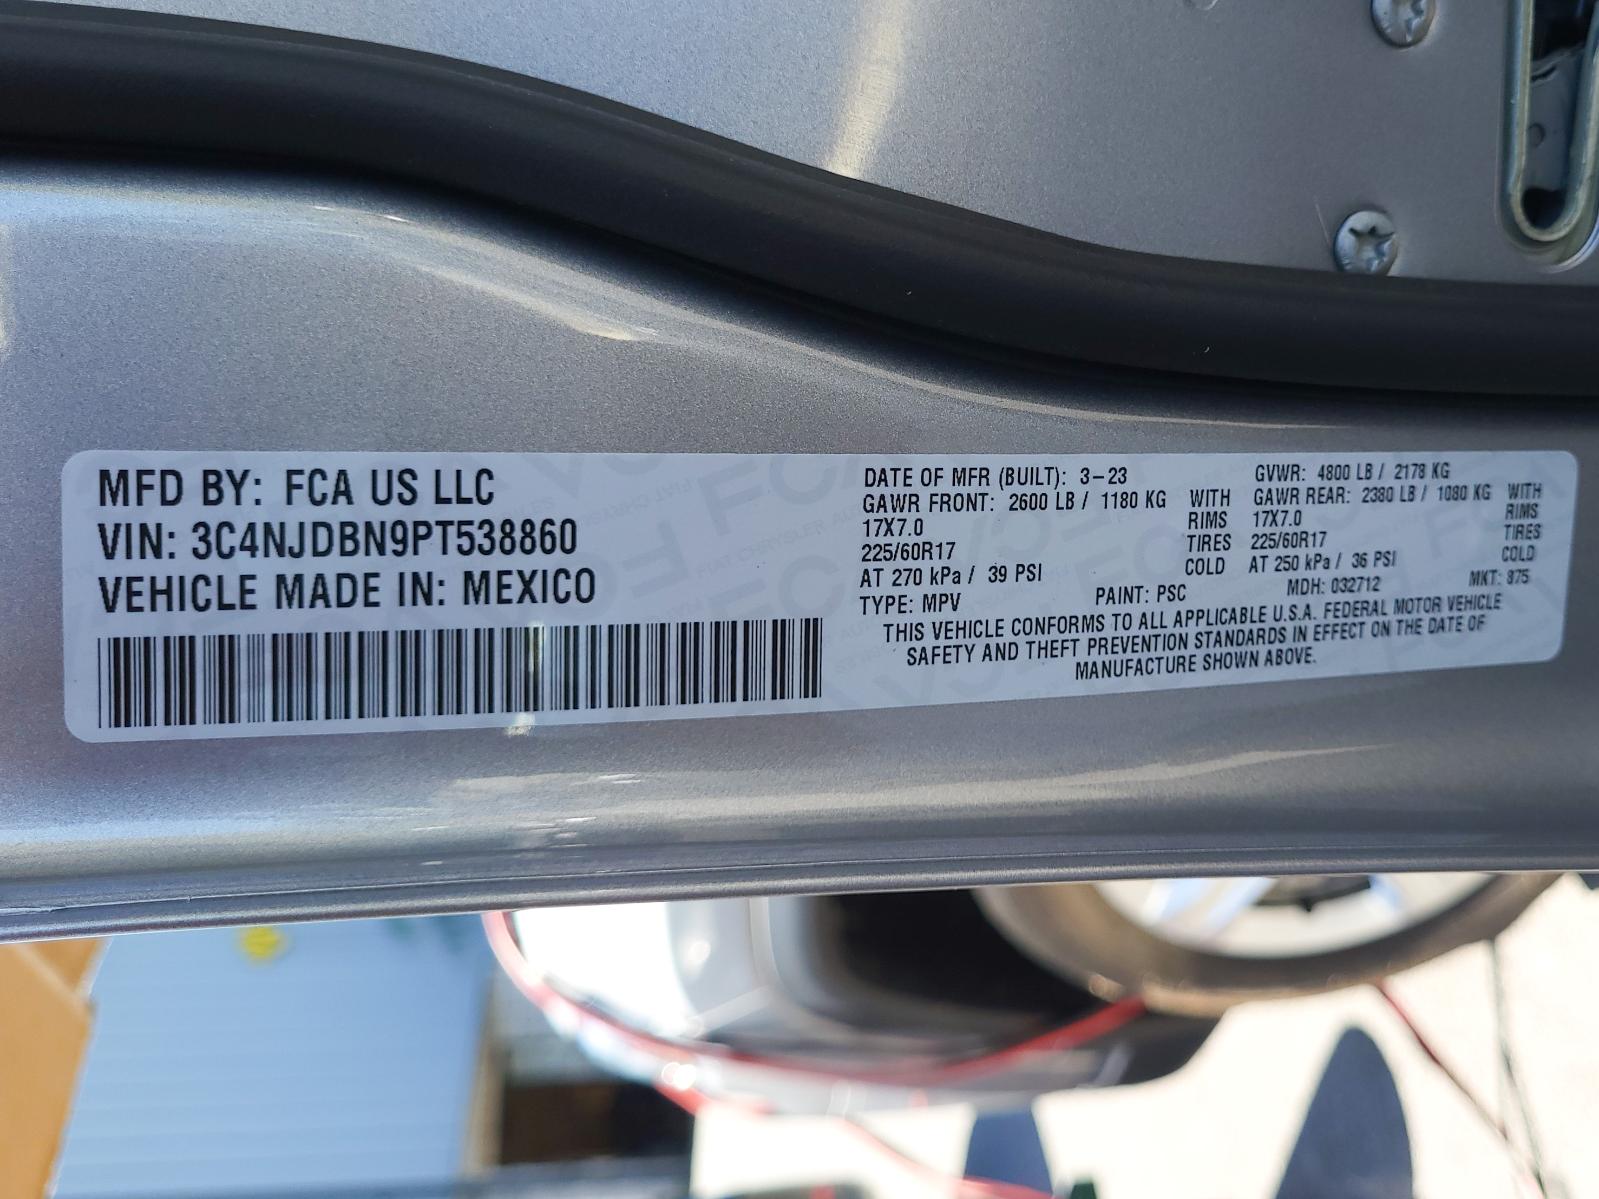 MFD BY: FCA US LLC
VIN: 3C4NJDBN9PT538860
VEHICLE MADE IN: MEXICO
DATE OF MFR (BUILT): 3-23 GVWR: 4800 LB / 2178 KG
GAWR FRONT: 2600 LB / 1180 KG WITH GAWR REAR: 2380 LB / 1080 KG WITH
17X7.0 RIMS 17X7.0 RIMS
225/60R17 TIRES 225/60R17 TIRES
AT 270 kPa / 39 PSI COLD AT 250 kPa / 36 PSI COLD
TYPE: MPV PAINT: PSC MDH: 032712 MKT: 875
THIS VEHICLE CONFORMS TO ALL APPLICABLE U.S.A. FEDERAL MOTOR VEHICLE
SAFETY AND THEFT PREVENTION STANDARDS IN EFFECT ON THE DATE OF
MANUFACTURE SHOWN ABOVE.